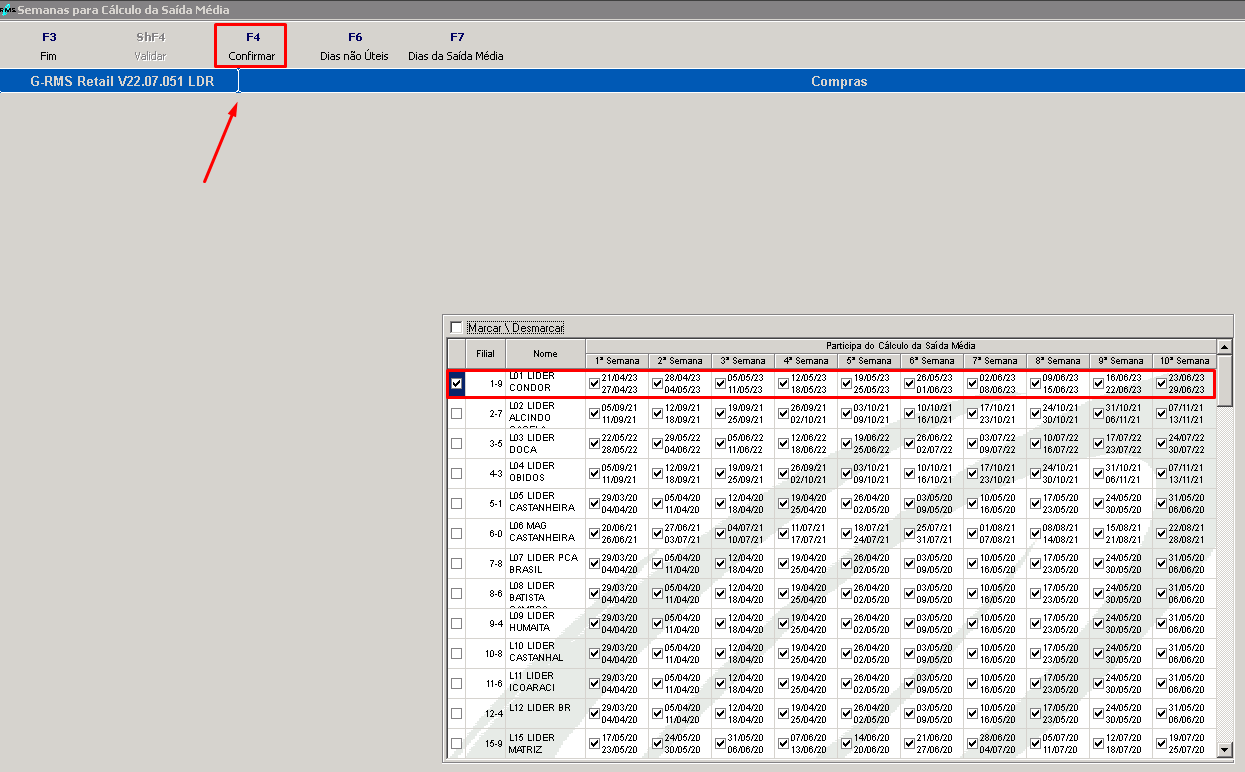 RMS Semanas para Cálculo da Saída Média
F3 ShF4 F4 F6 F7
Fim Validar Confirmar Dias não Úteis Dias da Saída Média
G-RMS Retail V22.07.051 LDR Compras
Marcar \ Desmarcar
Filial Nome Participa do Cálculo da Saída Média
1ª Semana 2ª Semana 3ª Semana 4ª Semana 5ª Semana 6ª Semana 7ª Semana 8ª Semana 9ª Semana 10ª Semana
L01 LIDER 21/04/23 28/04/23 05/05/23 12/05/23 19/05/23 26/05/23 02/06/23 09/06/23 16/06/23 23/06/23
1-9 CONDOR 27/04/23 04/05/23 11/05/23 18/05/23 25/05/23 01/06/23 08/06/23 15/06/23 22/06/23 29/06/23
L02 LIDER 05/09/21 12/09/21 19/09/21 26/09/21 03/10/21 10/10/21 17/10/21 24/10/21 31/10/21 07/11/21
2-7 ALCINDO 11/09/21 18/09/21 25/09/21 02/10/21 09/10/21 16/10/21 23/10/21 30/10/21 06/11/21 13/11/21
L03 LIDER 22/05/22 29/05/22 05/06/22 12/06/22 19/06/22 26/06/22 03/07/22 10/07/22 17/07/22 24/07/22
3-5 DOCA 28/05/22 04/06/22 11/06/22 18/06/22 25/06/22 02/07/22 09/07/22 16/07/22 23/07/22 30/07/22
L04 LIDER 05/09/21 12/09/21 19/09/21 26/09/21 03/10/21 10/10/21 17/10/21 24/10/21 31/10/21 07/11/21
4-3 OBIDOS 11/09/21 18/09/21 25/09/21 02/10/21 09/10/21 16/10/21 23/10/21 30/10/21 06/11/21 13/11/21
L05 LIDER 29/03/20 05/04/20 12/04/20 19/04/20 26/04/20 03/05/20 10/05/20 17/05/20 24/05/20 31/05/20
5-1 CASTANHEIRA 04/04/20 11/04/20 18/04/20 25/04/20 02/05/20 09/05/20 16/05/20 23/05/20 30/05/20 06/06/20
L06 MAG 20/06/21 27/06/21 04/07/21 11/07/21 18/07/21 25/07/21 01/08/21 08/08/21 15/08/21 22/08/21
6-0 CASTANHEIRA 26/06/21 03/07/21 10/07/21 17/07/21 24/07/21 31/07/21 07/08/21 14/08/21 21/08/21 28/08/21
L07 LIDER PCA 29/03/20 05/04/20 12/04/20 19/04/20 26/04/20 03/05/20 10/05/20 17/05/20 24/05/20 31/05/20
7-8 BRASIL 04/04/20 11/04/20 18/04/20 25/04/20 02/05/20 09/05/20 16/05/20 23/05/20 30/05/20 06/06/20
L08 LIDER 29/03/20 05/04/20 12/04/20 19/04/20 26/04/20 03/05/20 10/05/20 17/05/20 24/05/20 31/05/20
8-6 BATISTA 04/04/20 11/04/20 18/04/20 25/04/20 02/05/20 09/05/20 16/05/20 23/05/20 30/05/20 06/06/20
L09 LIDER 29/03/20 05/04/20 12/04/20 19/04/20 26/04/20 03/05/20 10/05/20 17/05/20 24/05/20 31/05/20
9-4 HUMAITA 04/04/20 11/04/20 18/04/20 25/04/20 02/05/20 09/05/20 16/05/20 23/05/20 30/05/20 06/06/20
L10 LIDER 29/03/20 05/04/20 12/04/20 19/04/20 26/04/20 03/05/20 10/05/20 17/05/20 24/05/20 31/05/20
10-8 CASTANHAL 04/04/20 11/04/20 18/04/20 25/04/20 02/05/20 09/05/20 16/05/20 23/05/20 30/05/20 06/06/20
L11 LIDER 29/03/20 05/04/20 12/04/20 19/04/20 26/04/20 03/05/20 10/05/20 17/05/20 24/05/20 31/05/20
11-6 ICOARACI 04/04/20 11/04/20 18/04/20 25/04/20 02/05/20 09/05/20 16/05/20 23/05/20 30/05/20 06/06/20
L12 LIDER BR 29/03/20 05/04/20 12/04/20 19/04/20 26/04/20 03/05/20 10/05/20 17/05/20 24/05/20 31/05/20
12-4 04/04/20 11/04/20 18/04/20 25/04/20 02/05/20 09/05/20 16/05/20 23/05/20 30/05/20 06/06/20
L15 LIDER 17/05/20 24/05/20 31/05/20 07/06/20 14/06/20 21/06/20 28/06/20 05/07/20 12/07/20 19/07/20
15-9 MATRIZ 23/05/20 30/05/20 06/06/20 13/06/20 20/06/20 27/06/20 04/07/20 11/07/20 18/07/20 25/07/20